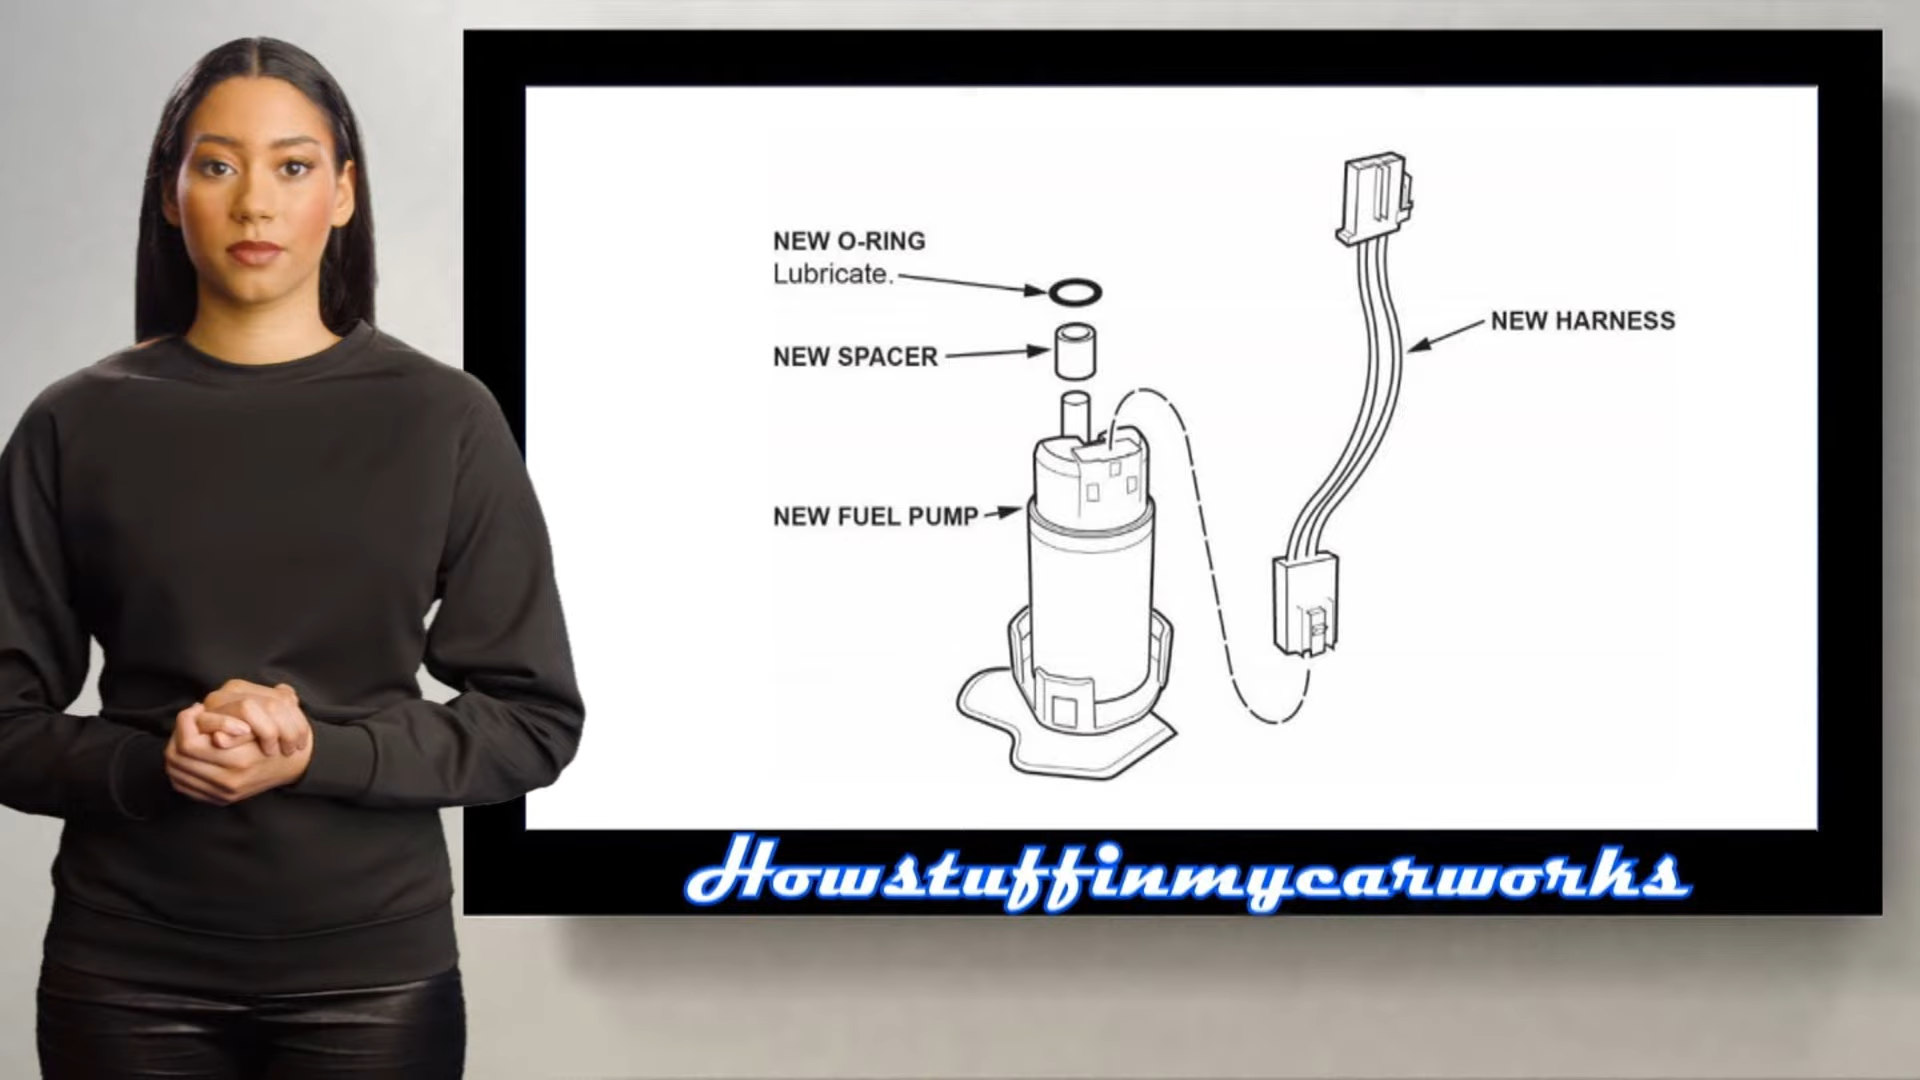 NEW O-RING
Lubricate.
NEW SPACER
NEW HARNESS
NEW FUEL PUMP
Howstuffinmycarworks